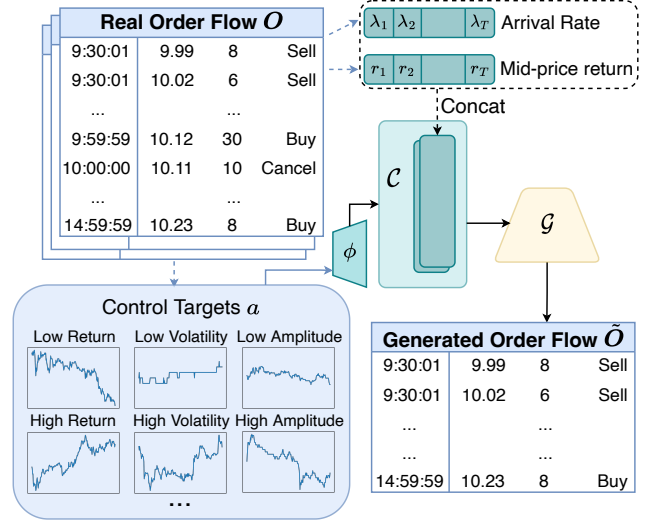 Real Order Flow O
9:30:01 9.99 8 Sell
9:30:01 10.02 6 Sell
... ...
9:59:59 10.12 30 Buy
10:00:00 10.11 10 Cancel
... ...
14:59:59 10.23 8 Buy
λ₁ λ₂ λ_T Arrival Rate
r₁ r₂ r_T Mid-price return
Concat
C
ϕ
G
Control Targets a
Low Return Low Volatility Low Amplitude
High Return High Volatility High Amplitude
...
Generated Order Flow Õ
9:30:01 9.99 8 Sell
9:30:01 10.02 6 Sell
... ...
... ...
14:59:59 10.23 8 Buy